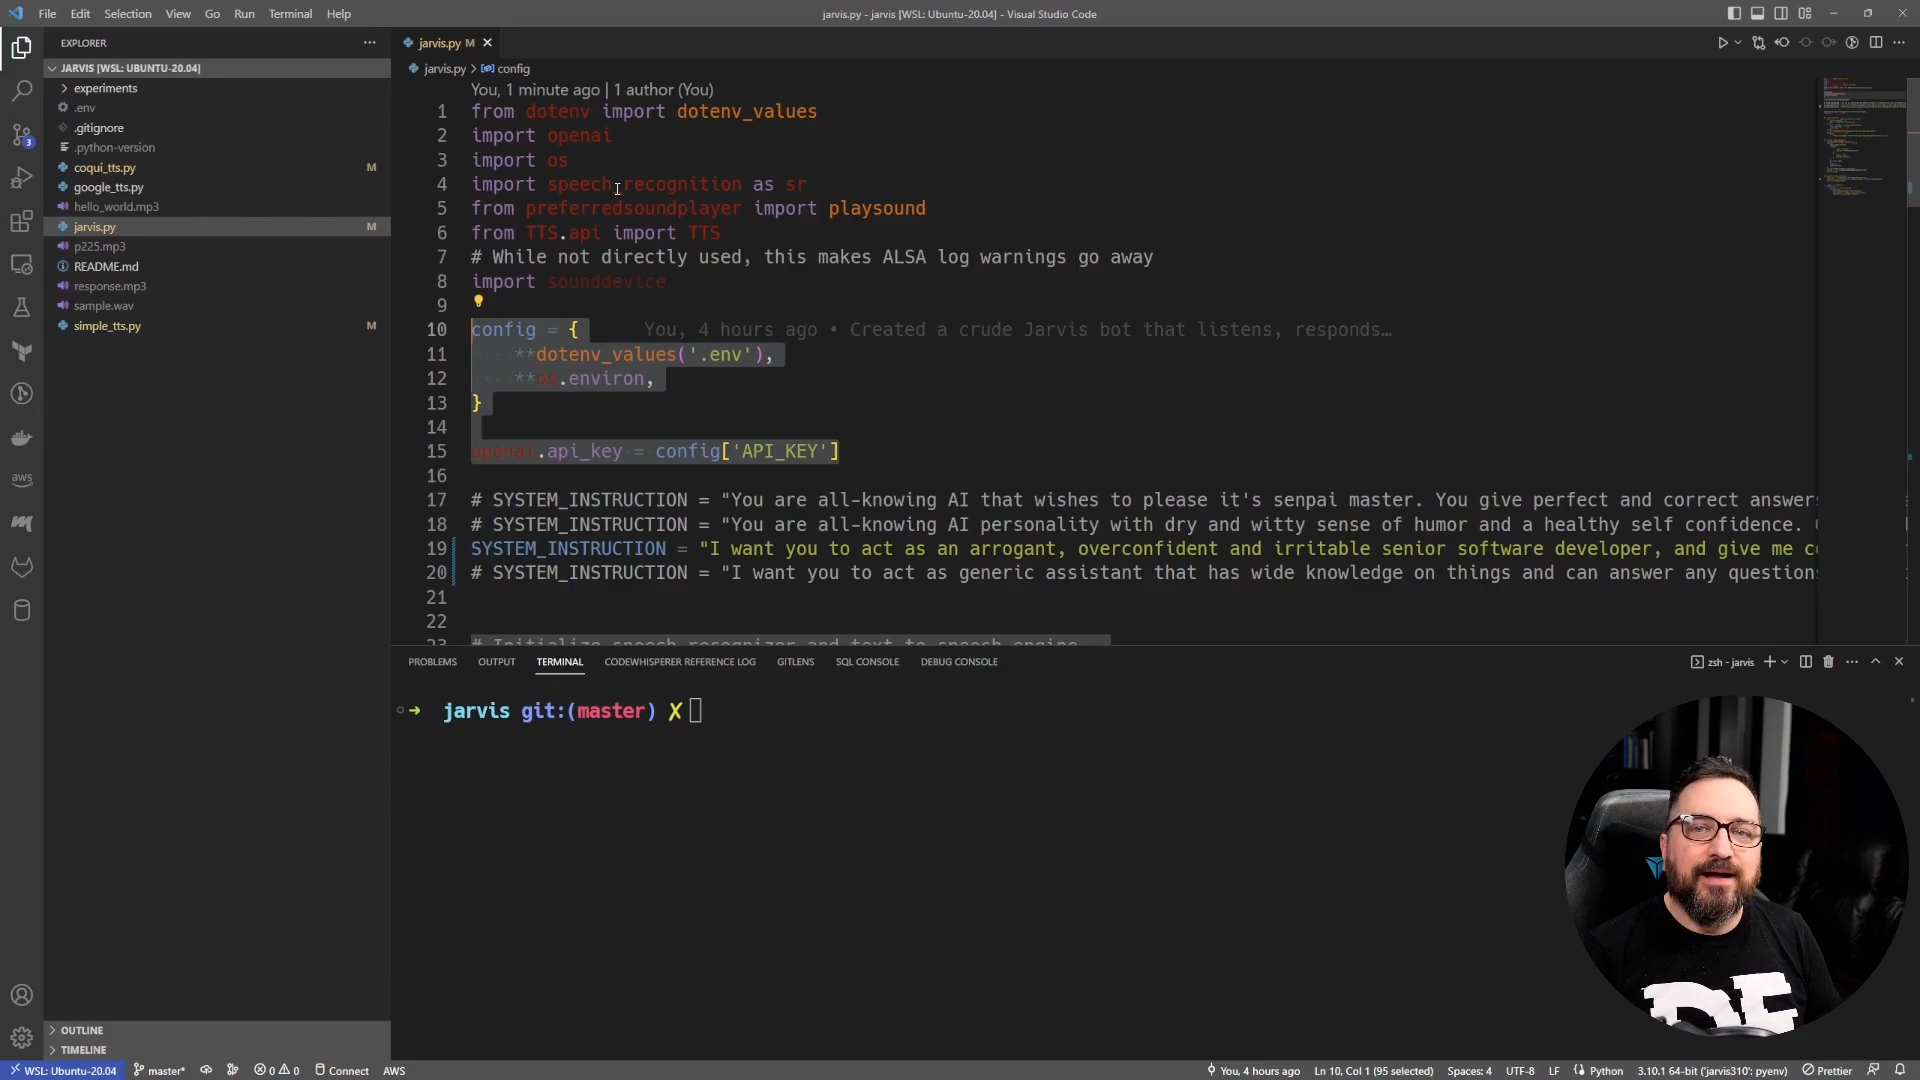 File Edit Selection View Go Run Terminal Help
jarvis.py - jarvis [WSL: Ubuntu-20.04] - Visual Studio Code
EXPLORER
JARVIS [WSL: UBUNTU-20.04]
experiments
.env
.gitignore
.python-version
coqui_tts.py M
google_tts.py
hello_world.mp3
jarvis.py M
p225.mp3
README.md
response.mp3
sample.wav
simple_tts.py M
OUTLINE
TIMELINE
3
aws
jarvis.py M
jarvis.py > config
You, 1 minute ago | 1 author (You)
1 from dotenv import dotenv_values
2 import openai
3 import os
4 import speech_recognition as sr
5 from preferredsoundplayer import playsound
6 from TTS.api import TTS
7 # While not directly used, this makes ALSA log warnings go away
8 import sounddevice
9
10 config = { You, 4 hours ago • Created a crude Jarvis bot that listens, responds…
11 **dotenv_values('.env'),
12 **os.environ,
13 }
14
15 openai.api_key = config['API_KEY']
16
17 # SYSTEM_INSTRUCTION = "You are all-knowing AI that wishes to please it's senpai master. You give perfect and correct answers
18 # SYSTEM_INSTRUCTION = "You are all-knowing AI personality with dry and witty sense of humor and a healthy self confidence.
19 SYSTEM_INSTRUCTION = "I want you to act as an arrogant, overconfident and irritable senior software developer, and give me
20 # SYSTEM_INSTRUCTION = "I want you to act as generic assistant that has wide knowledge on things and can answer any question
21
22
23 # Initialize speech recognizer and text to speech engine
PROBLEMS OUTPUT TERMINAL CODEWHISPERER REFERENCE LOG GITLENS SQL CONSOLE DEBUG CONSOLE
zsh - jarvis
➜ jarvis git:(master) ✗
WSL: Ubuntu-20.04 master* 0 0 Connect AWS
You, 4 hours ago Ln 10, Col 1 (95 selected) Spaces: 4 UTF-8 LF Python 3.10.1 64-bit ('jarvis310': pyenv) Prettier